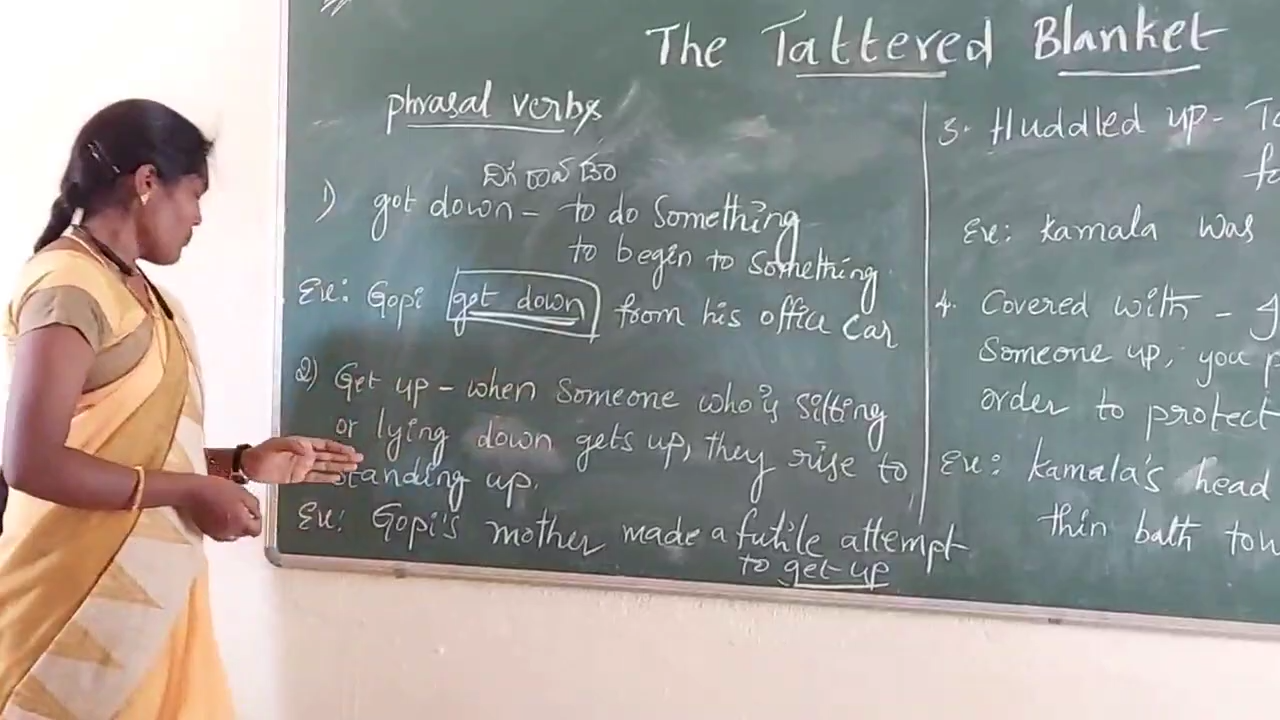 The Tattered Blanket
phrasal verbs
దిగ రావడం
1) got down - to do Something
to begin to Something
Ex: Gopi got down from his office car
2) Get up - when someone who's sitting
or lying down gets up, they rise to
standing up.
Ex: Gopi's mother made a futile attempt
to get-up
3. Huddled up -
Ex: Kamala was
4. Covered with -
Someone up, you
order to protect
Ex: Kamala's head
thin bath